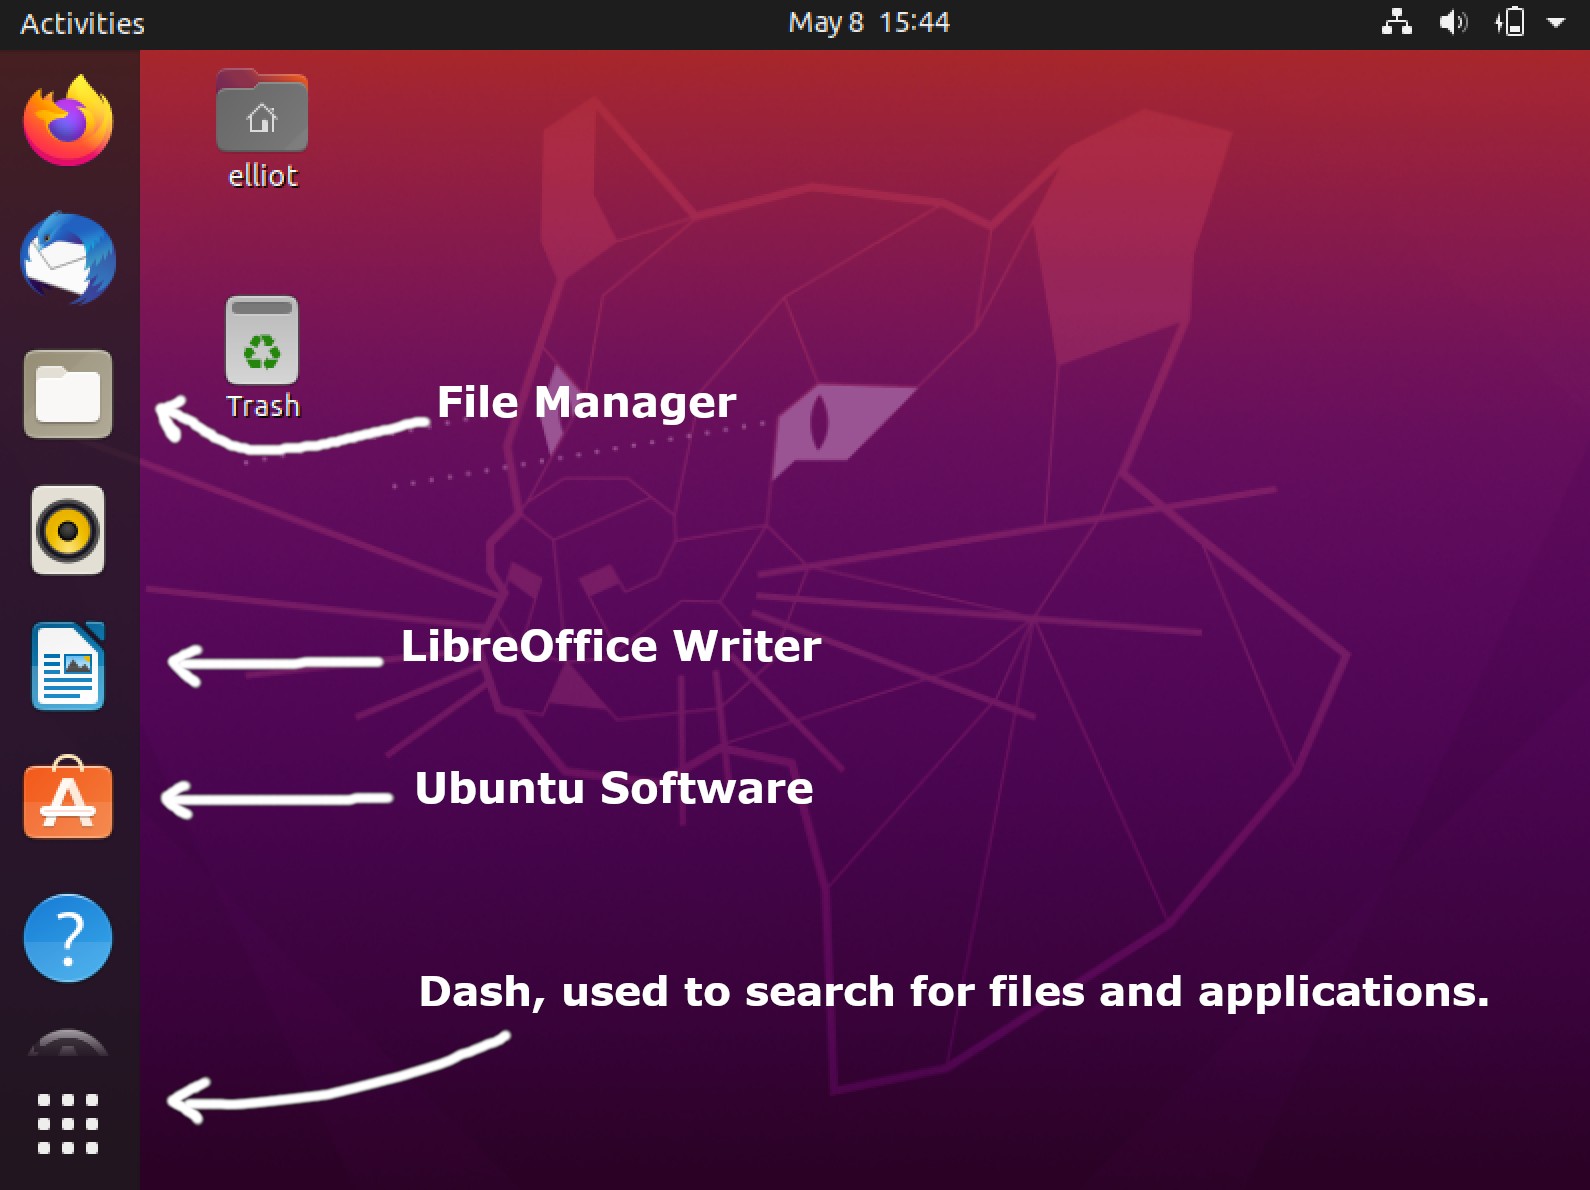 Activities
May 8 15:44
elliot
Trash
File Manager
LibreOffice Writer
Ubuntu Software
Dash, used to search for files and applications.